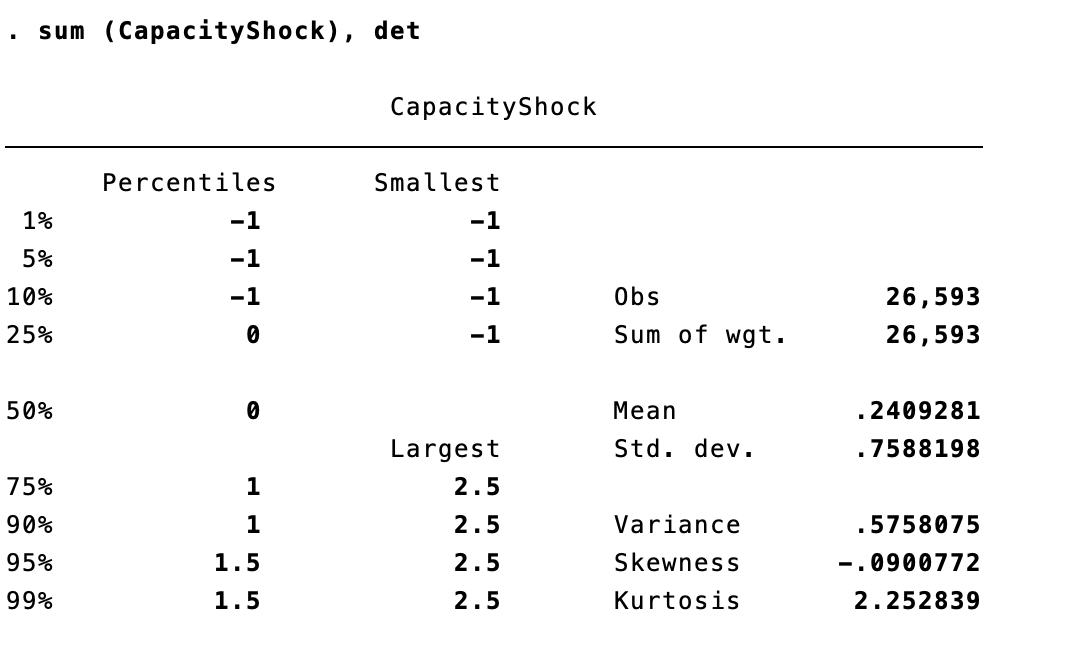 . sum (CapacityShock), det
CapacityShock
Percentiles Smallest
1% -1 -1
5% -1 -1
10% -1 -1 Obs 26,593
25% 0 -1 Sum of wgt. 26,593
50% 0 Mean .2409281
Largest Std. dev. .7588198
75% 1 2.5
90% 1 2.5 Variance .5758075
95% 1.5 2.5 Skewness -.0900772
99% 1.5 2.5 Kurtosis 2.252839